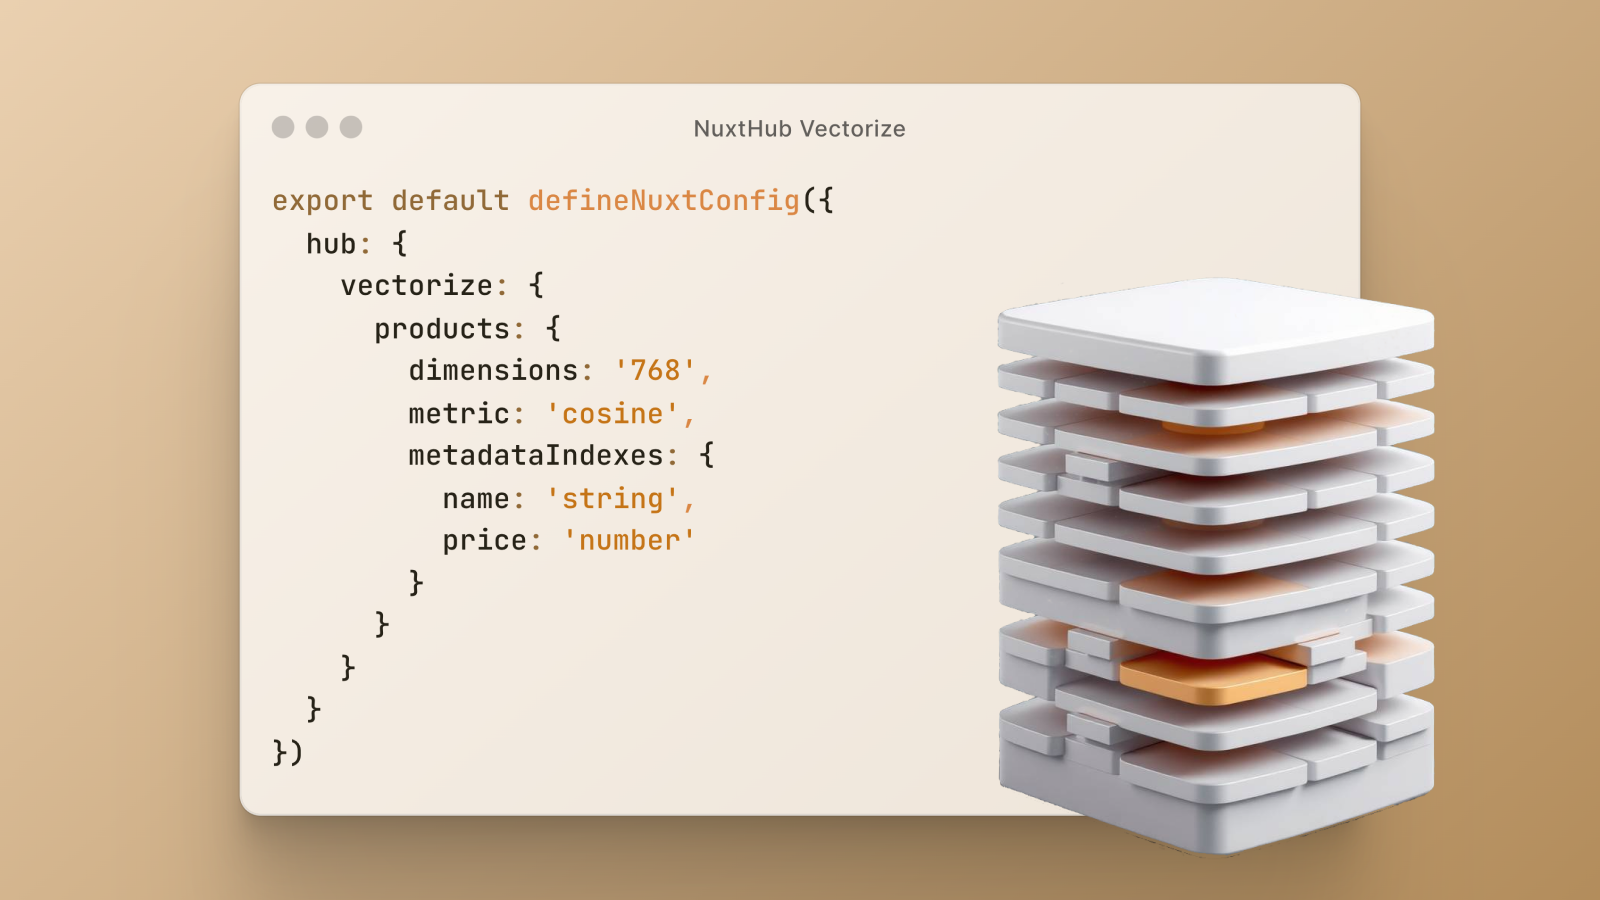 NuxtHub Vectorize
export default defineNuxtConfig({
  hub: {
    vectorize: {
      products: {
        dimensions: '768',
        metric: 'cosine',
        metadataIndexes: {
          name: 'string',
          price: 'number'
        }
      }
    }
  }
})